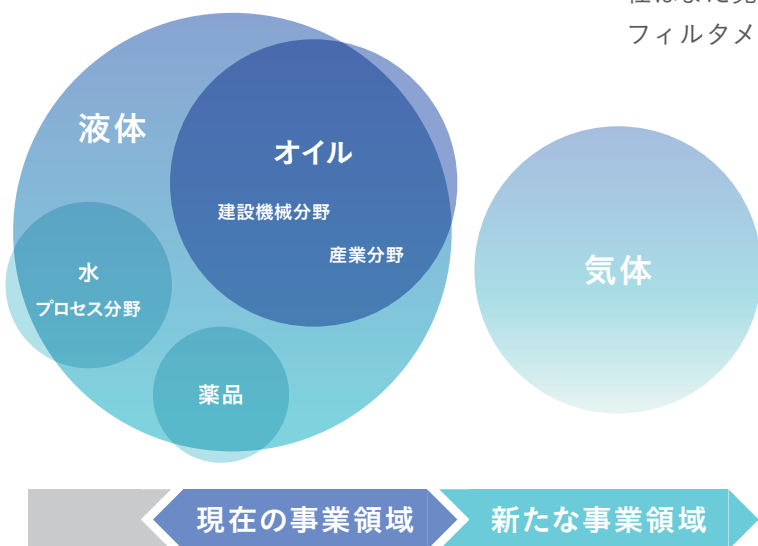 フィルタメ
液体
オイル
建設機械分野
産業分野
水
プロセス分野
薬品
気体
現在の事業領域
新たな事業領域